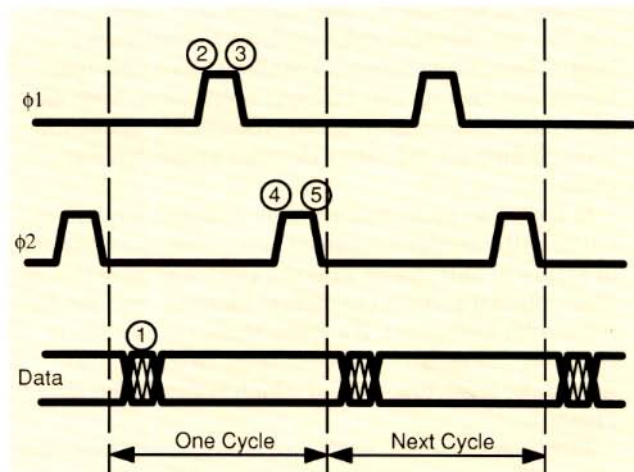 ② ③
ϕ1
④ ⑤
ϕ2
①
Data
One Cycle Next Cycle